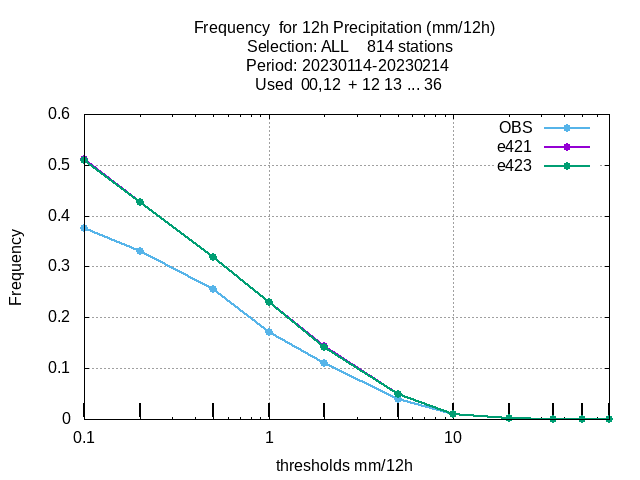 Frequency  for 12h Precipitation (mm/12h)
Selection: ALL    814 stations
Period: 20230114-20230214
Used  00,12  + 12 13 ... 36
OBS
e421
e423
0.6
0.5
0.4
0.3
0.2
0.1
0
Frequency
0.1 1 10
thresholds mm/12h